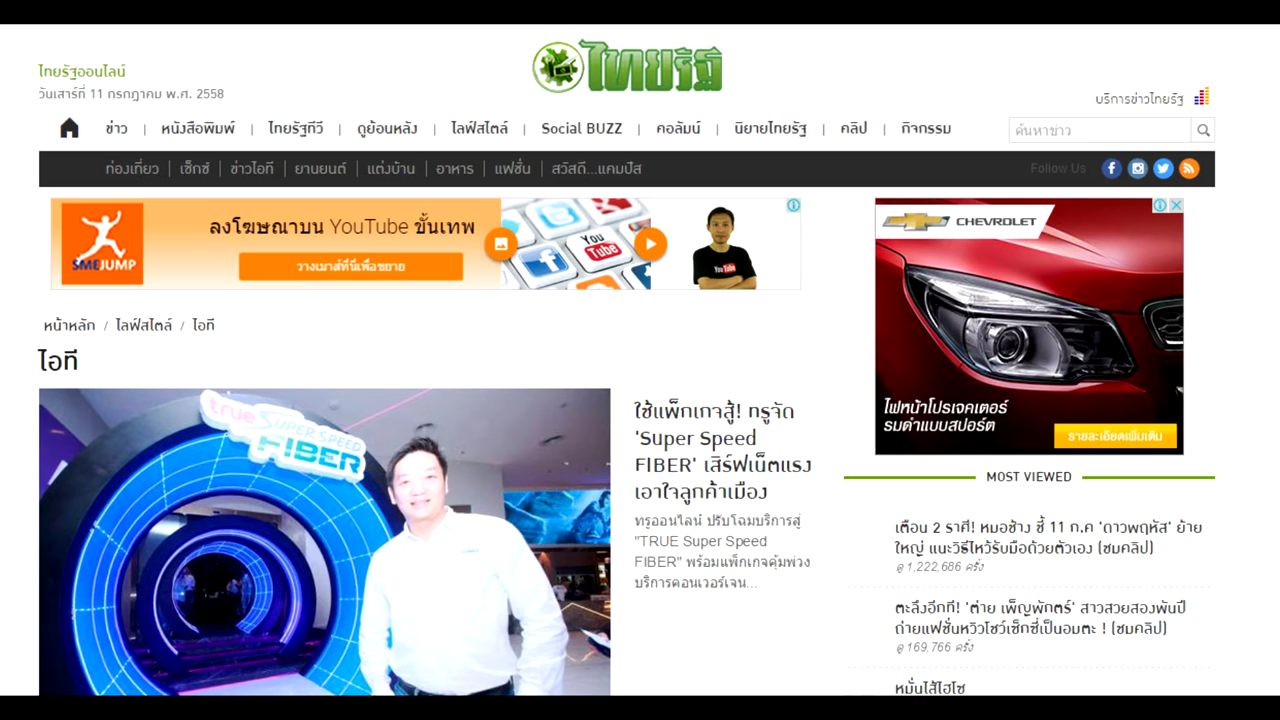 ไทยรัฐ
ไทยรัฐออนไลน์
วันเสาร์ที่ 11 กรกฎาคม พ.ศ. 2558
บริการข่าวไทยรัฐ
ข่าว | หนังสือพิมพ์ | ไทยรัฐทีวี | ดูย้อนหลัง | ไลฟ์สไตล์ | Social BUZZ | คอลัมน์ | นิยายไทยรัฐ | คลิป | กิจกรรม
ค้นหาข่าว
ท่องเที่ยว | เซ็กซ์ | ข่าวไอที | ยานยนต์ | แต่งบ้าน | อาหาร | แฟชั่น | สวัสดี...แคมปัส
Follow Us
SMEJUMP
ลงโฆษณาบน YouTube ขั้นเทพ
วางเมาส์ที่นี่เพื่อขยาย
You Tube
YouTube
CHEVROLET
ไฟหน้าโปรเจคเตอร์
รมดำแบบสปอร์ต
รายละเอียดเพิ่มเติม
หน้าหลัก / ไลฟ์สไตล์ / ไอที
ไอที
true SUPER SPEED
FIBER
ใช้แพ็กเกจสู้! ทรูจัด
'Super Speed
FIBER' เสิร์ฟเน็ตแรง
เอาใจลูกค้าเมือง
ทรูออนไลน์ ปรับโฉมบริการสู่
"TRUE Super Speed
FIBER" พร้อมแพ็กเกจคุ้มพ่วง
บริการคอนเวอร์เจน...
MOST VIEWED
เตือน 2 ราศี! หมอช้าง ชี้ 11 ก.ค 'ดาวพฤหัส' ย้าย
ใหญ่ แนะวิธีไหว้รับมือด้วยตัวเอง (ชมคลิป)
ดู 1,222,686 ครั้ง
ตะลึงอีกที! 'ต่าย เพ็ญพักตร์' สาวสวยสองพันปี
ถ่ายแฟชั่นหวิวโชว์เซ็กซี่เป็นอมตะ ! (ชมคลิป)
ดู 169,766 ครั้ง
หมั่นไส้ไฮโซ